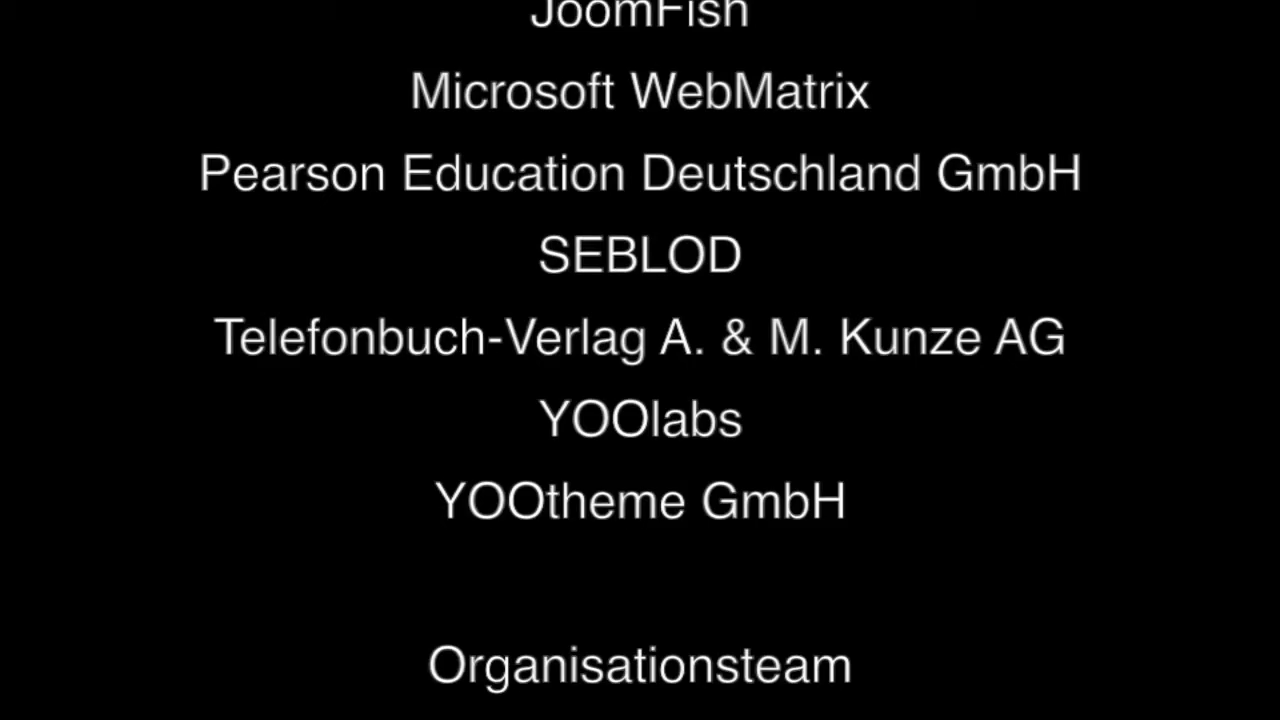 JoomFish
Microsoft WebMatrix
Pearson Education Deutschland GmbH
SEBLOD
Telefonbuch-Verlag A. & M. Kunze AG
YOOlabs
YOOtheme GmbH
Organisationsteam